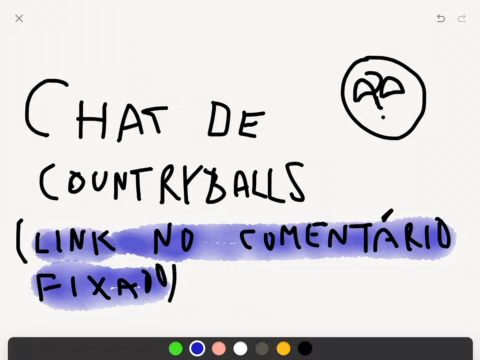 CHAT DE
COUNTRYBALLS
(LINK NO COMENTÁRIO
FIXADO)